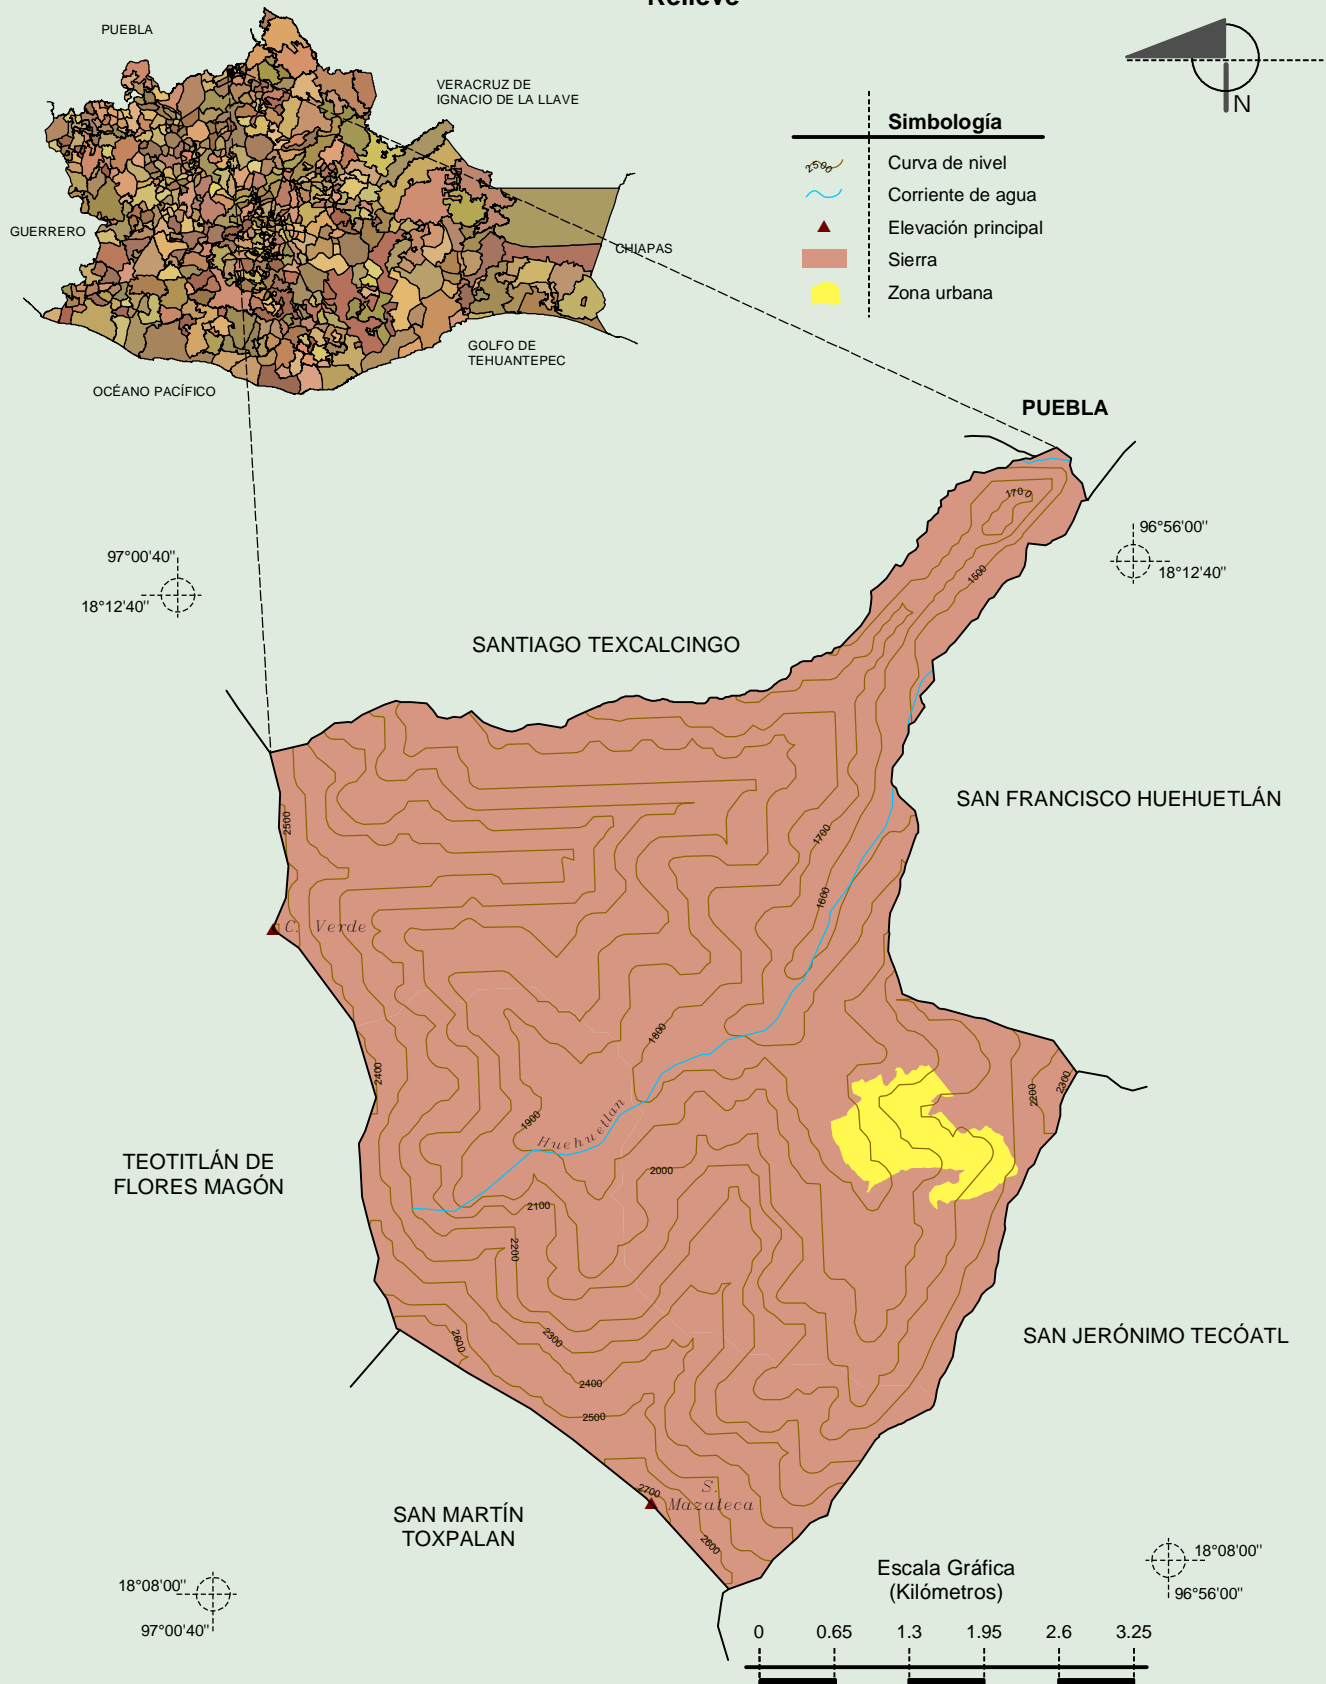 Relieve
PUEBLA
VERACRUZ DE
IGNACIO DE LA LLAVE
GUERRERO
CHIAPAS
GOLFO DE
TEHUANTEPEC
OCÉANO PACÍFICO
N
Simbología
2500
Curva de nivel
Corriente de agua
Elevación principal
Sierra
Zona urbana
PUEBLA
1700
96°56'00"
18°12'40"
97°00'40"
18°12'40"
1500
SANTIAGO TEXCALCINGO
SAN FRANCISCO HUEHUETLÁN
2500
1700
1600
C. Verde
1800
2400
2200
2300
1900
Huehuetlan
TEOTITLÁN DE
FLORES MAGÓN
2000
2100
2200
2300
2600
SAN JERÓNIMO TECÓATL
2400
2500
2700
S.
Mazateca
2600
SAN MARTÍN
TOXPALAN
18°08'00"
97°00'40"
18°08'00"
96°56'00"
Escala Gráfica
(Kilómetros)
0 0.65 1.3 1.95 2.6 3.25